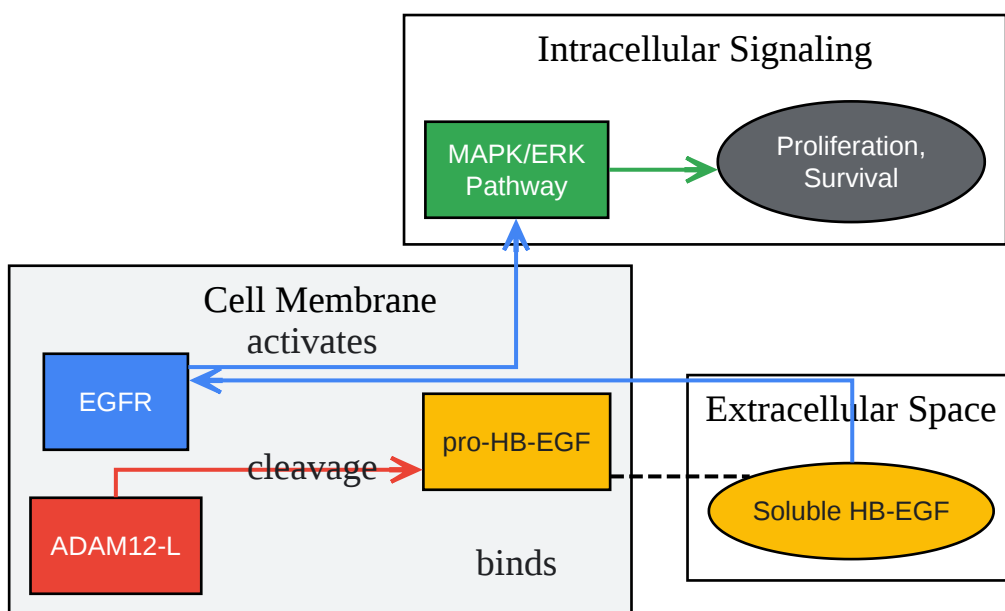 Intracellular Signaling
MAPK/ERK
Pathway
Proliferation,
Survival
Cell Membrane
activates
EGFR
pro-HB-EGF
cleavage
ADAM12-L
binds
Extracellular Space
Soluble HB-EGF